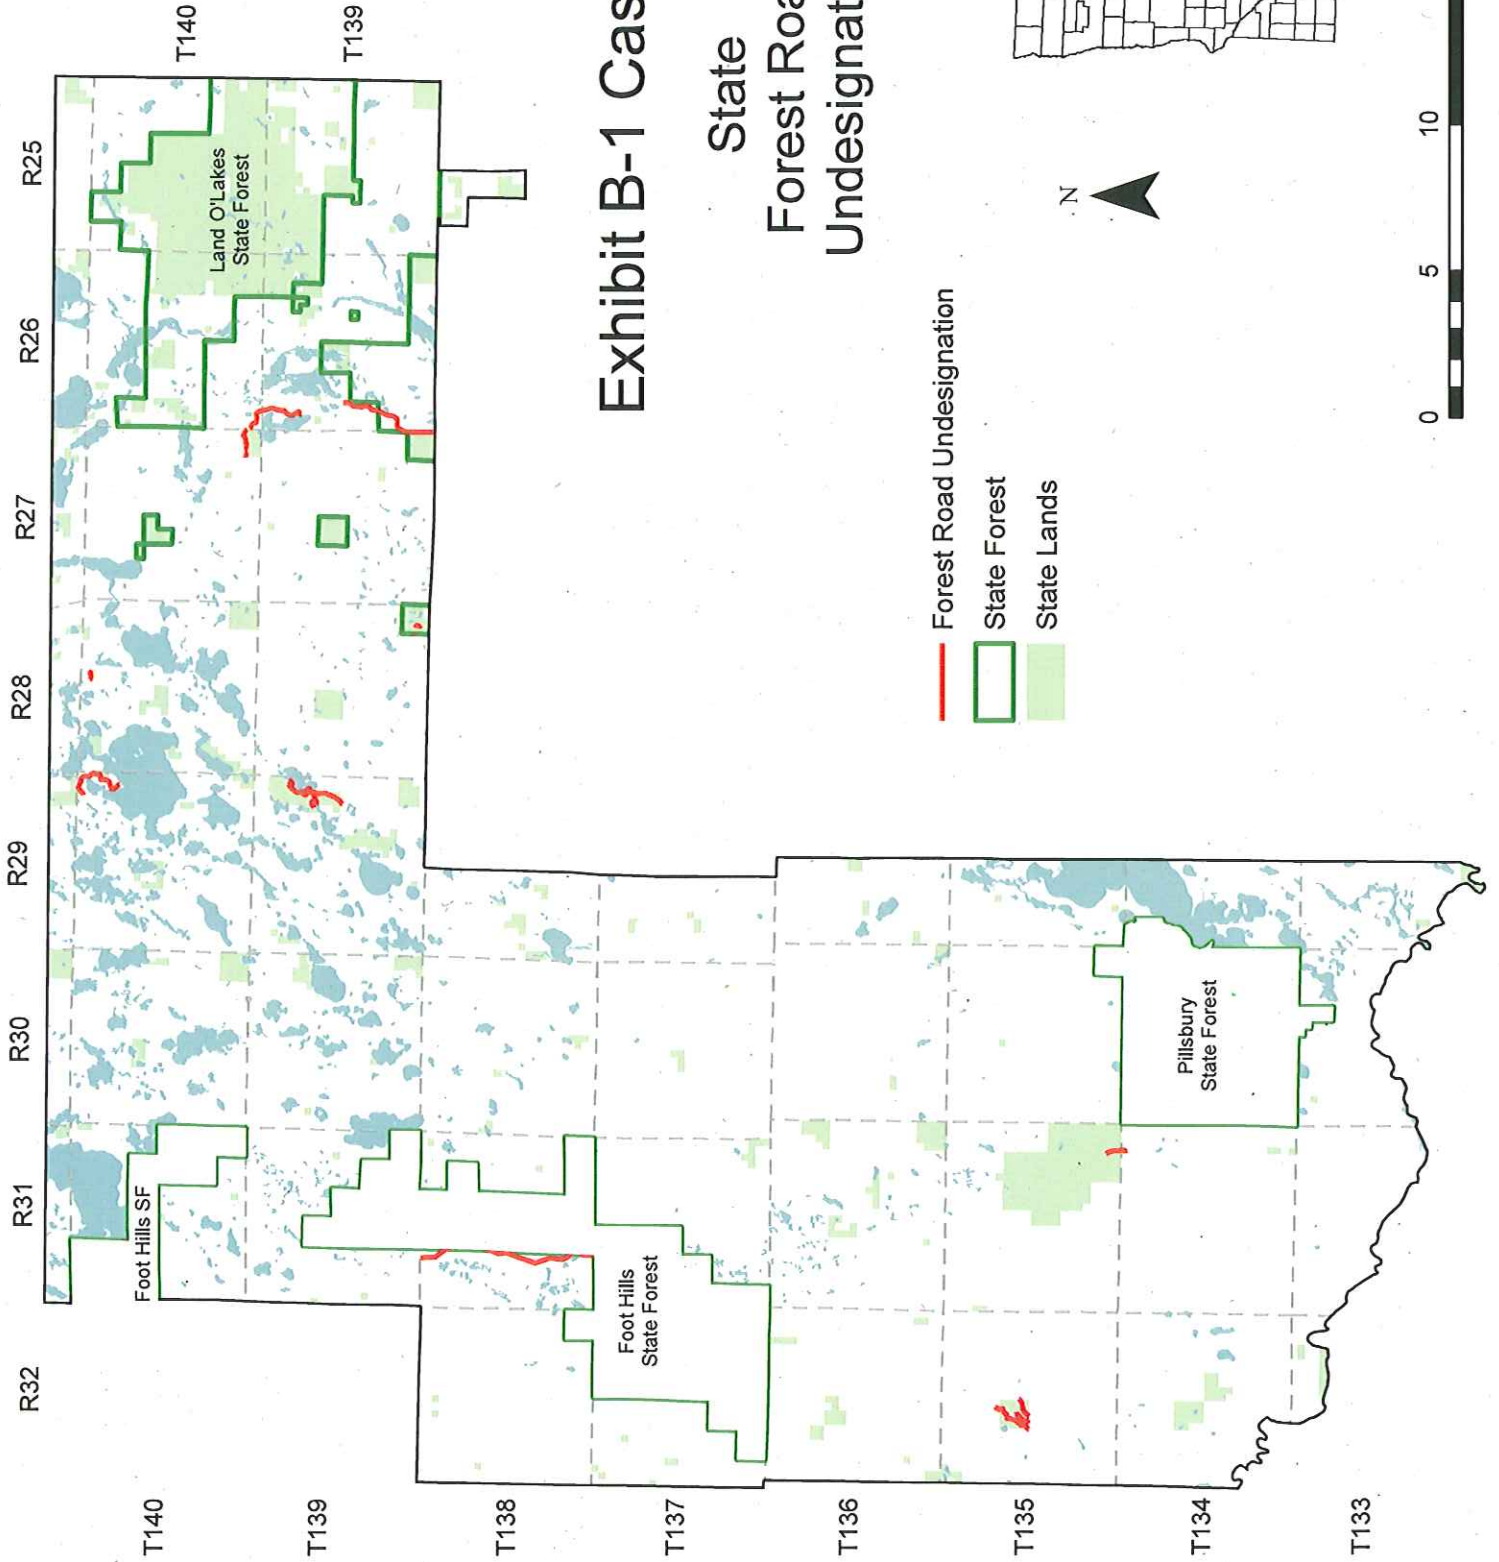 Exhibit B-1 Cas
State
Forest Roa
Undesignat
R32
R31
R30
R29
R28
R27
R26
R25
T140
T139
T140
T139
T138
T137
T136
T135
T134
T133
Foot Hills SF
Foot Hills
State Forest
Pillsbury
State Forest
Land O'Lakes
State Forest
Forest Road Undesignation
State Forest
State Lands
N
0
5
10